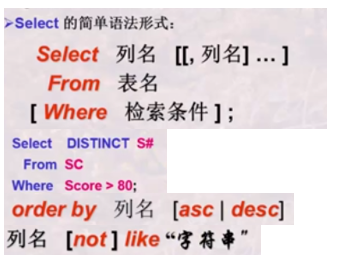 ➢Select 的简单语法形式：
Select 列名 [[, 列名] … ]
From 表名
[ Where 检索条件 ] ;
Select DISTINCT S#
From SC
Where Score > 80;
order by 列名 [asc | desc]
列名 [not ] like “字符串”